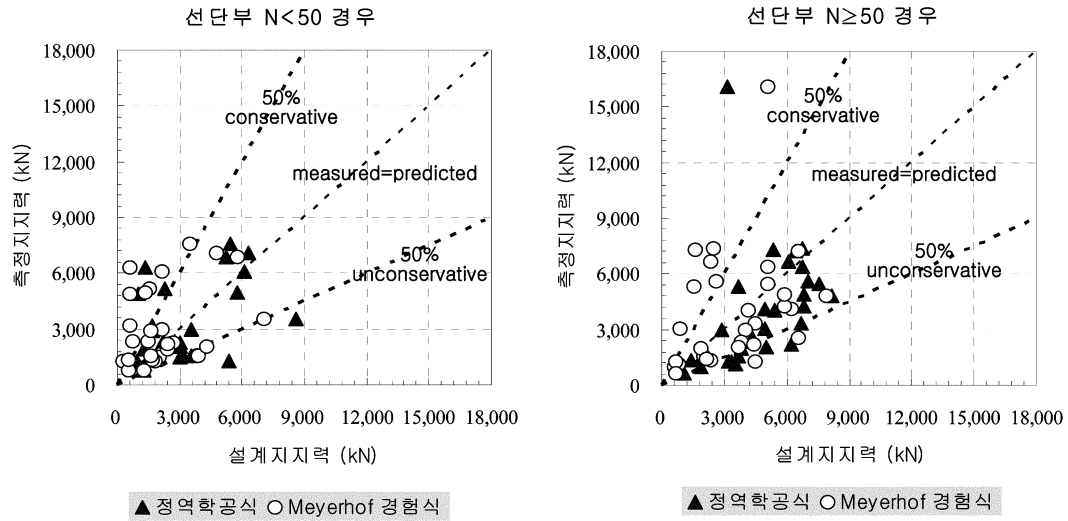 선단부 N<50 경우
18,000
15,000
12,000
9,000
6,000
3,000
0
측정지지력 (kN)
50%
conservative
measured=predicted
50%
unconservative
0 3,000 6,000 9,000 12,000 15,000 18,000
설계지지력 (kN)
▲ 정역학공식 ○ Meyerhof 경험식
선단부 N≥50 경우
18,000
15,000
12,000
9,000
6,000
3,000
0
측정지지력 (kN)
50%
conservative
measured=predicted
50%
unconservative
0 3,000 6,000 9,000 12,000 15,000 18,000
설계지지력 (kN)
▲ 정역학공식 ○ Meyerhof 경험식